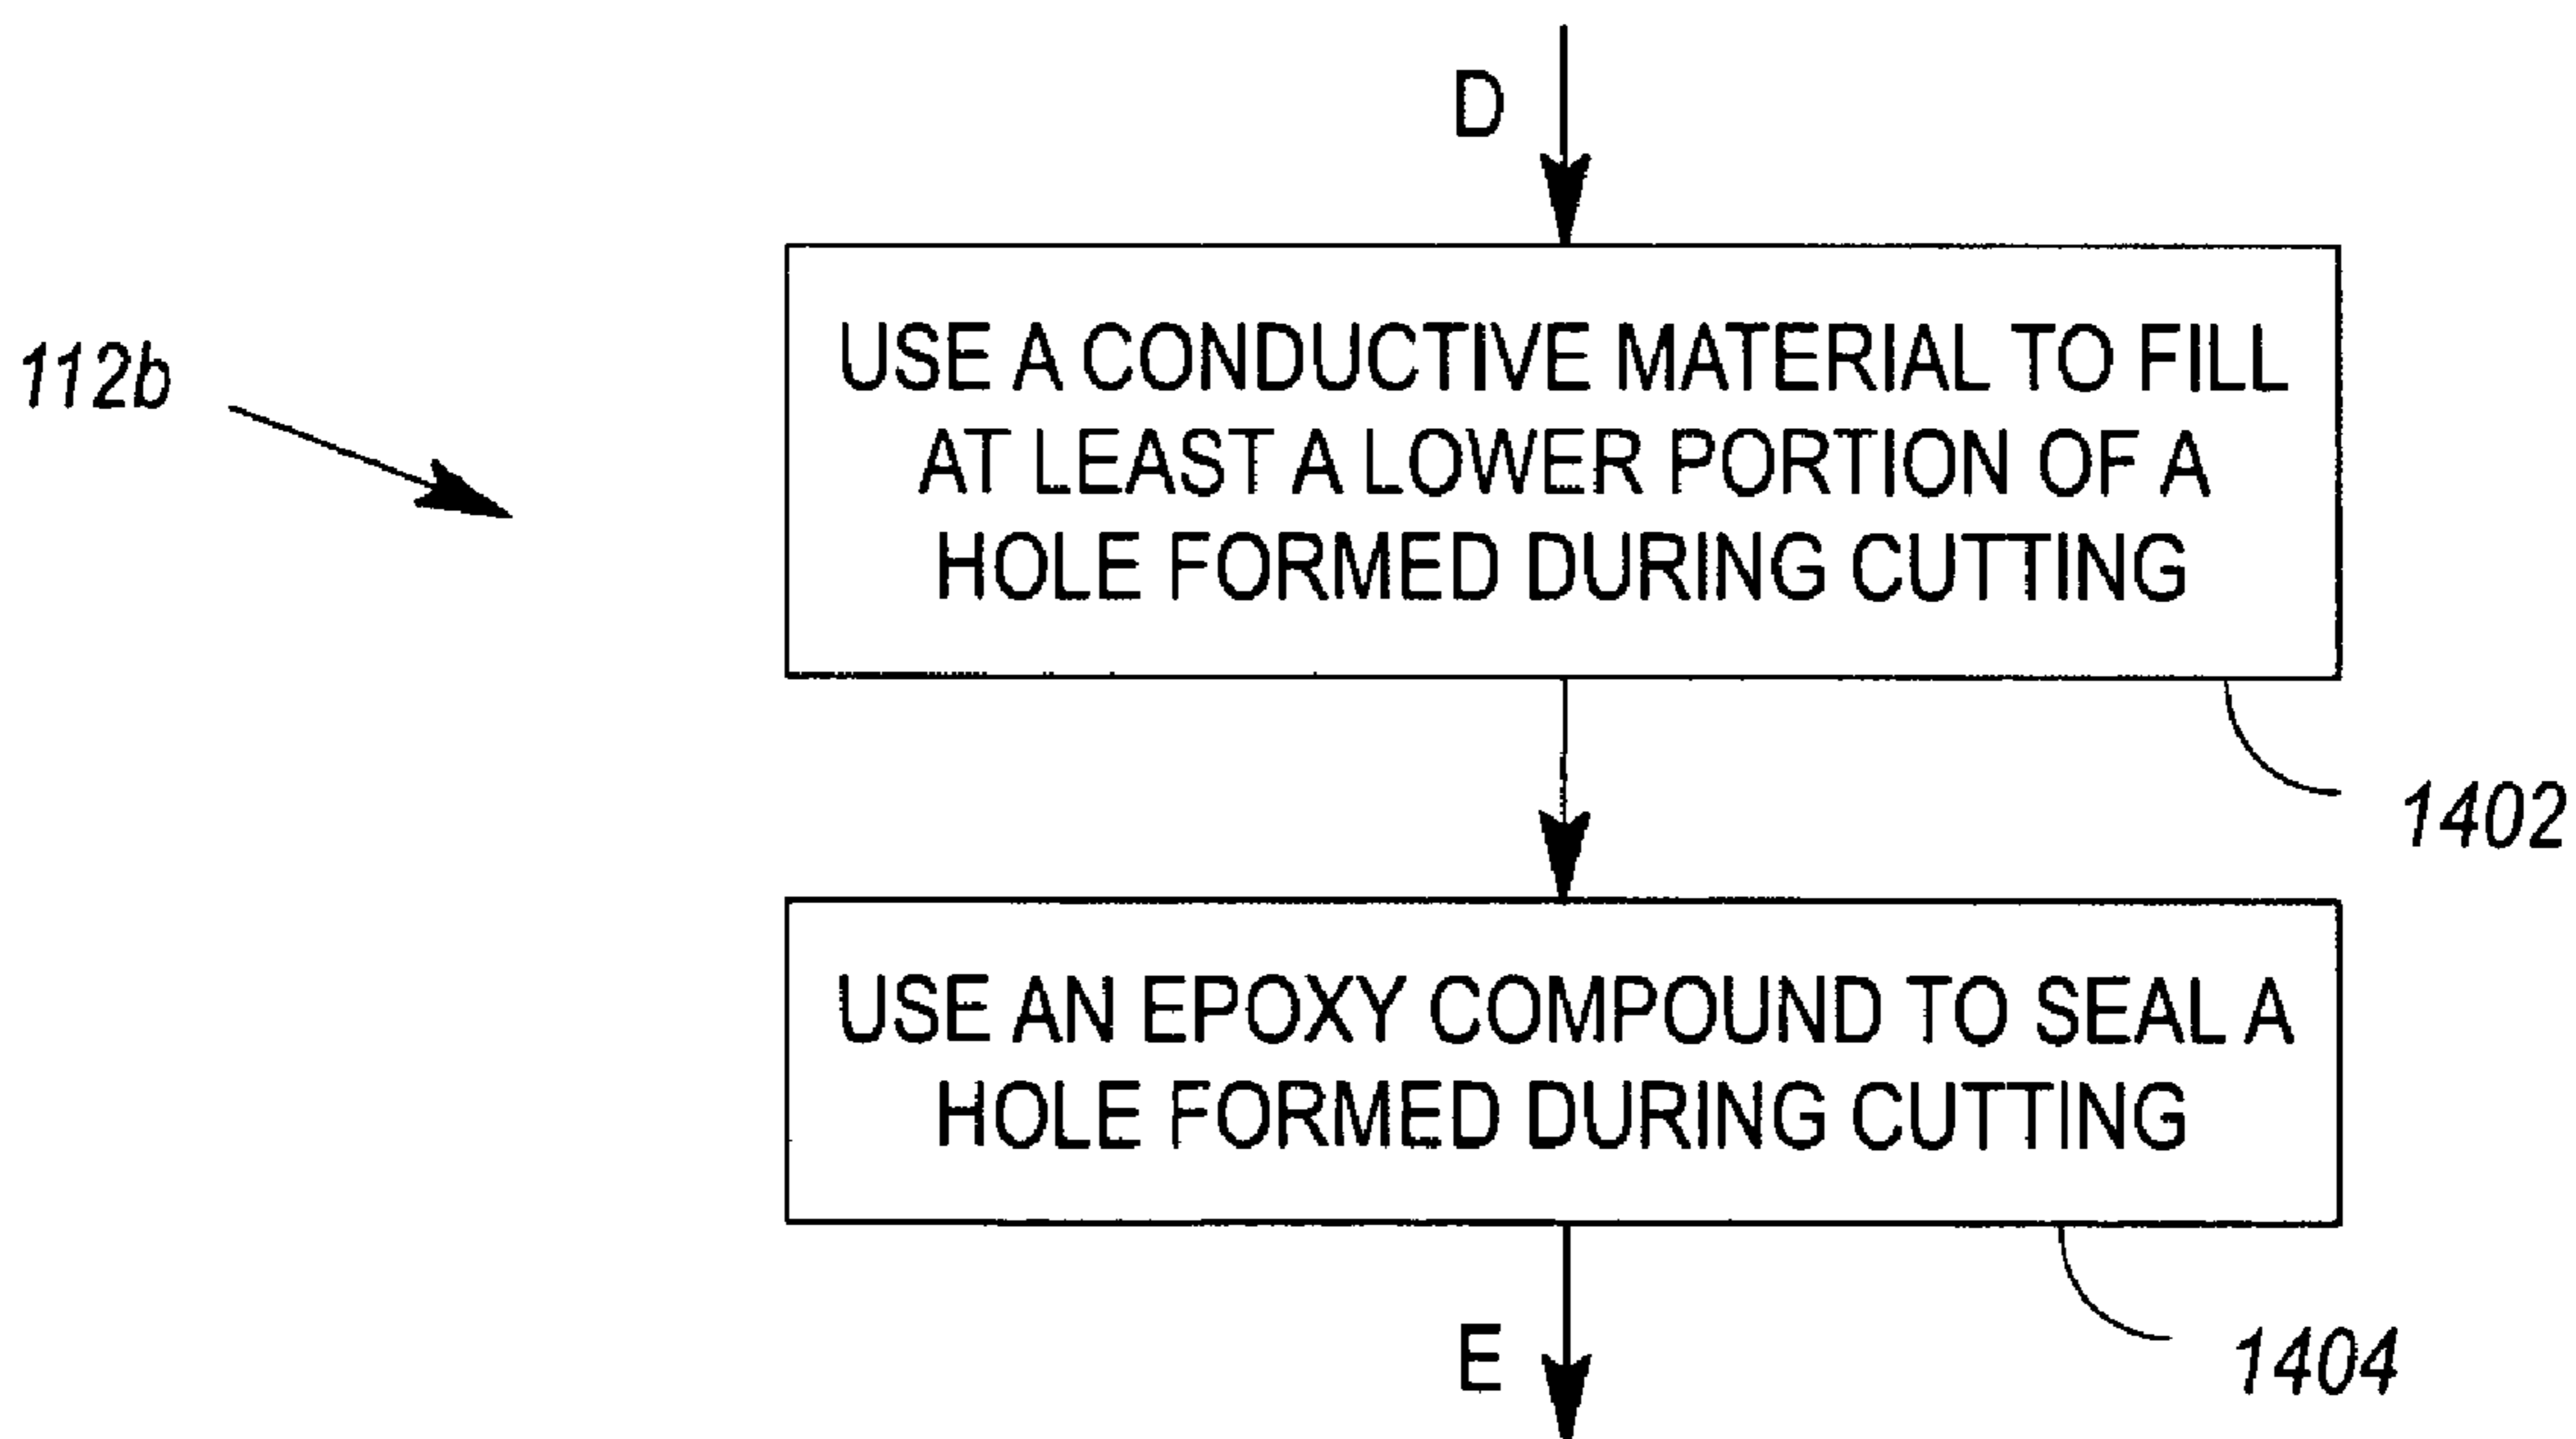 D
112b
USE A CONDUCTIVE MATERIAL TO FILL
AT LEAST A LOWER PORTION OF A
HOLE FORMED DURING CUTTING
1402
USE AN EPOXY COMPOUND TO SEAL A
HOLE FORMED DURING CUTTING
E
1404